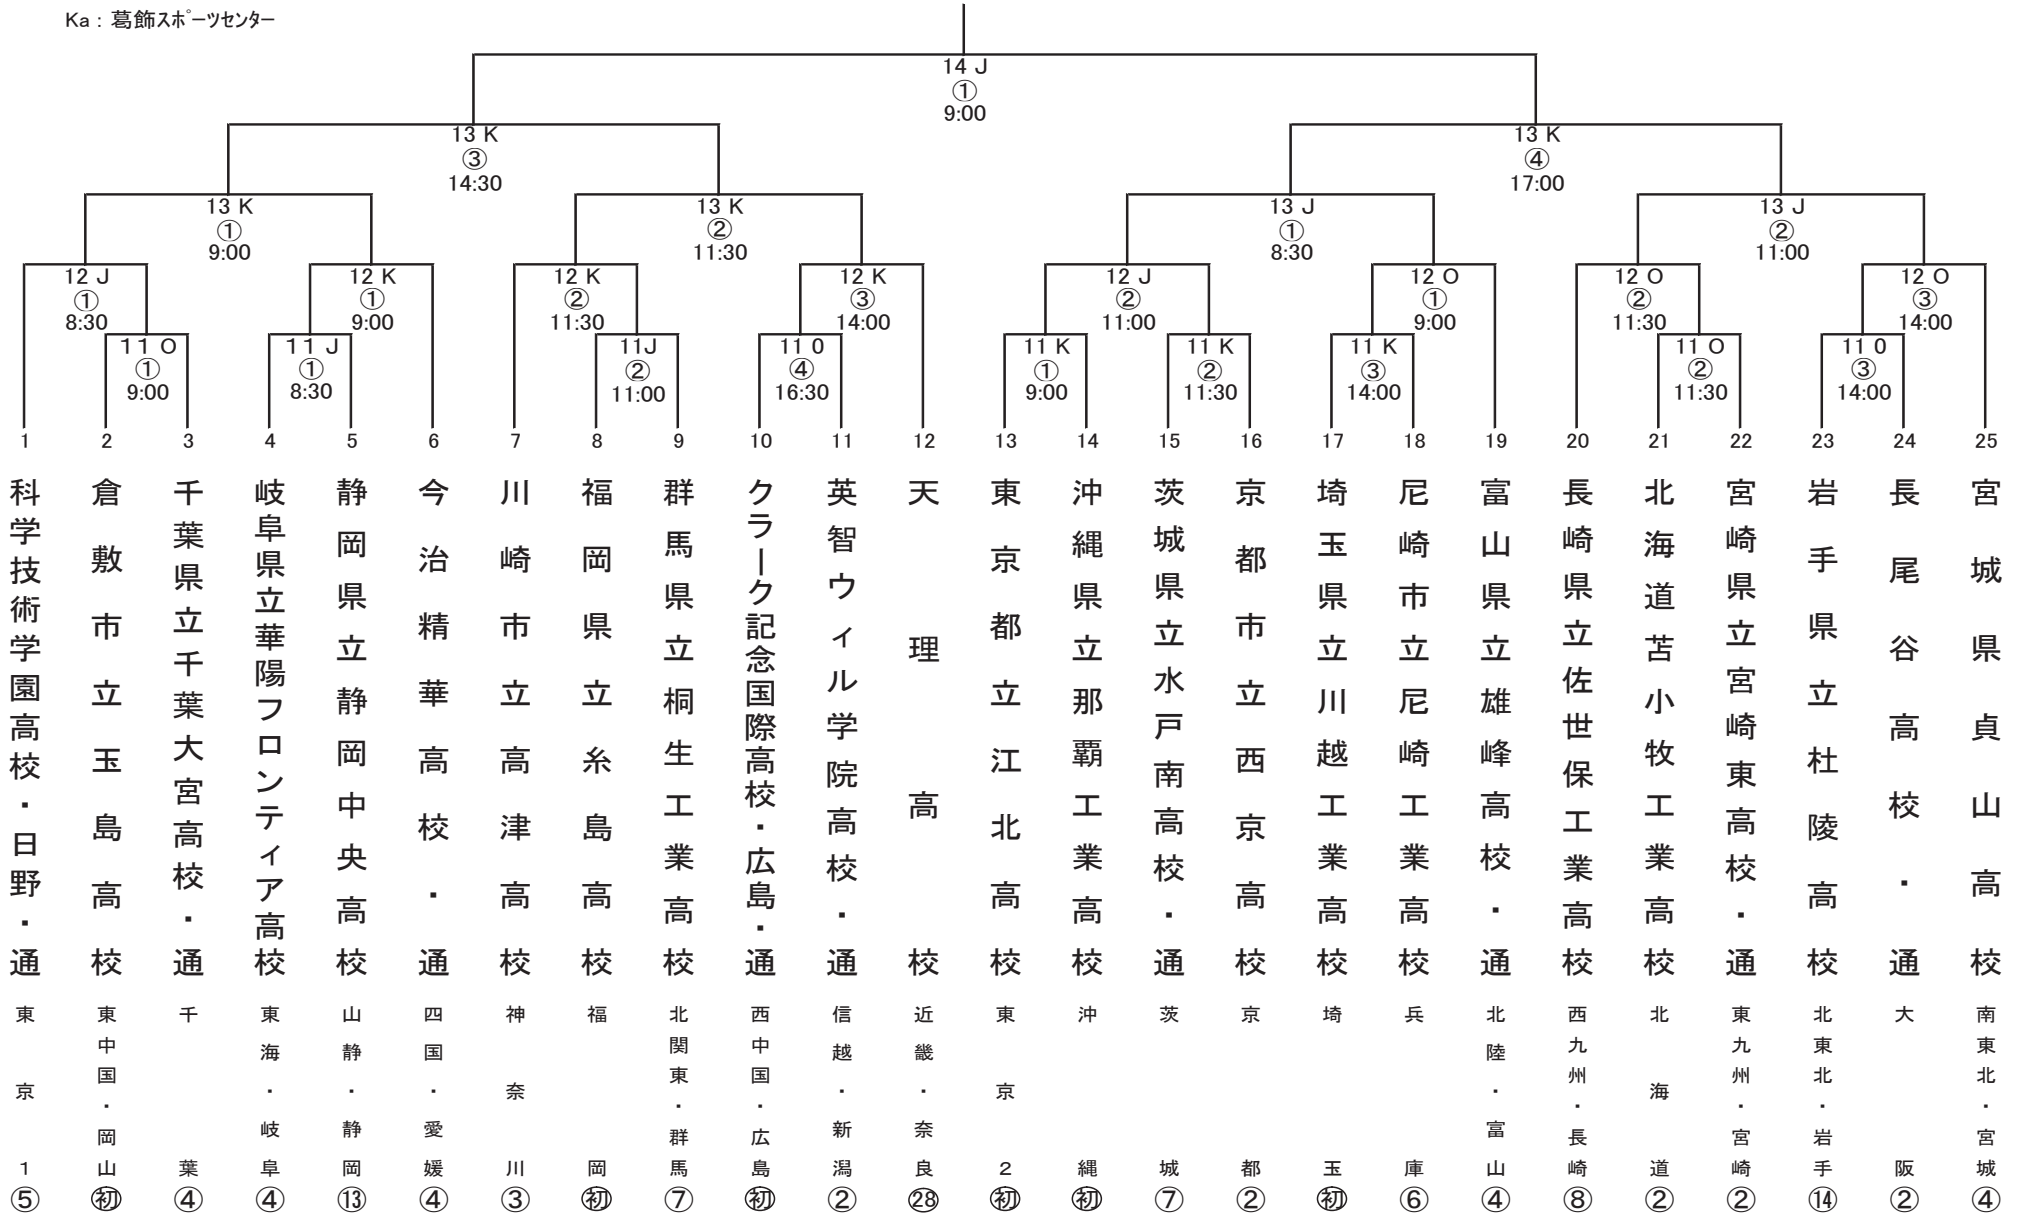 Ka : 葛飾スポーツセンター
14 J
①
9:00
13 K
③
14:30
13 K
④
17:00
13 K
①
9:00
13 K
②
11:30
13 J
①
8:30
13 J
②
11:00
12 J
①
8:30
12 K
①
9:00
12 K
②
11:30
12 K
③
14:00
12 J
②
11:00
12 O
①
9:00
12 O
②
11:30
12 O
③
14:00
11 O
①
9:00
11 J
①
8:30
11J
②
11:00
11 0
④
16:30
11 K
①
9:00
11 K
②
11:30
11 K
③
14:00
11 O
②
11:30
11 0
③
14:00
1
科学技術学園高校・日野・通
東京1
⑤
2
倉敷市立玉島高校
東中国・岡山
初
3
千葉県立千葉大宮高校・通
千葉
④
4
岐阜県立華陽フロンティア高校
東海・岐阜
④
5
静岡県立静岡中央高校
山静・静岡
⑬
6
今治精華高校・通
四国・愛媛
④
7
川崎市立高津高校
神奈川
③
8
福岡県立糸島高校
福岡
初
9
群馬県立桐生工業高校
北関東・群馬
⑦
10
クラーク記念国際高校・広島・通
西中国・広島
初
11
英智ウィル学院高校・通
信越・新潟
②
12
天理高校
近畿・奈良
㉘
13
東京都立江北高校
東京2
初
14
沖縄県立那覇工業高校
沖縄
初
15
茨城県立水戸南高校・通
茨城
⑦
16
京都市立西京高校
京都
②
17
埼玉県立川越工業高校
埼玉
初
18
尼崎市立尼崎工業高校
兵庫
⑥
19
富山県立雄峰高校・通
北陸・富山
④
20
長崎県立佐世保工業高校
西九州・長崎
⑧
21
北海道苫小牧工業高校
北海道
②
22
宮崎県立宮崎東高校・通
東九州・宮崎
②
23
岩手県立杜陵高校
北東北・岩手
⑭
24
長尾谷高校・通
大阪
②
25
宮城県貞山高校
南東北・宮城
④